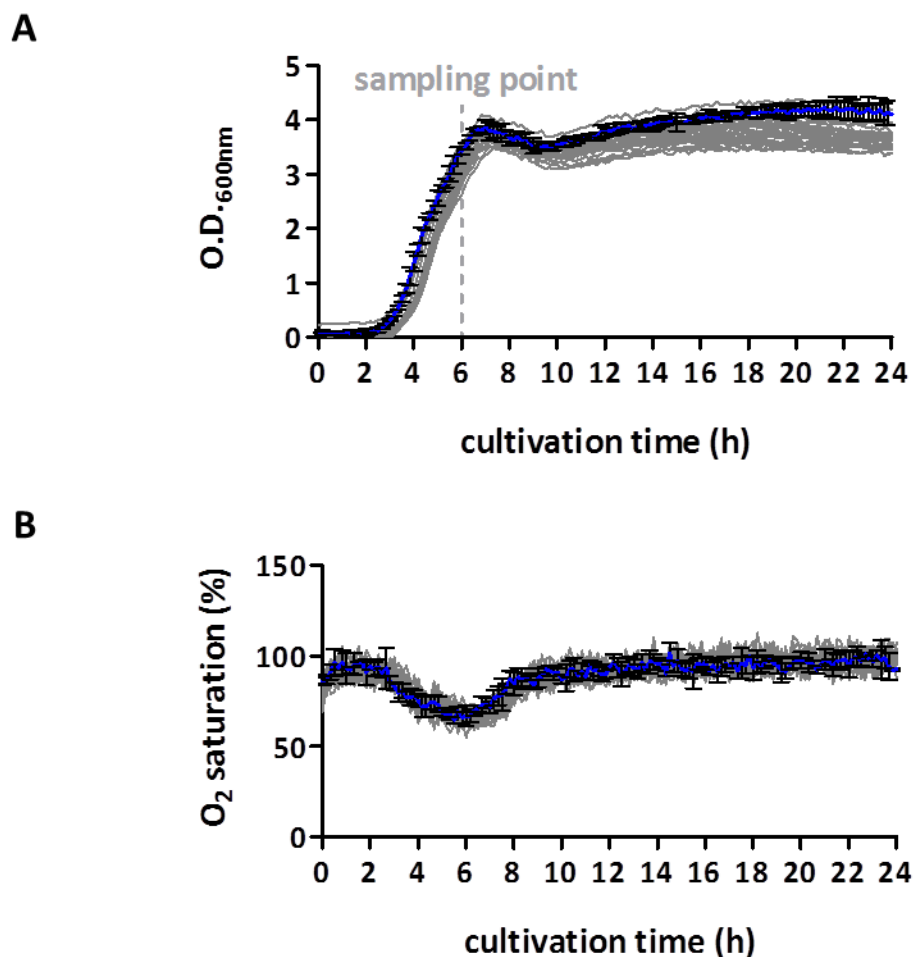 A
sampling point
O.D.600nm
5
4
3
2
1
0
0 2 4 6 8 10 12 14 16 18 20 22 24
cultivation time (h)
B
O2 saturation (%)
150
100
50
0
0 2 4 6 8 10 12 14 16 18 20 22 24
cultivation time (h)